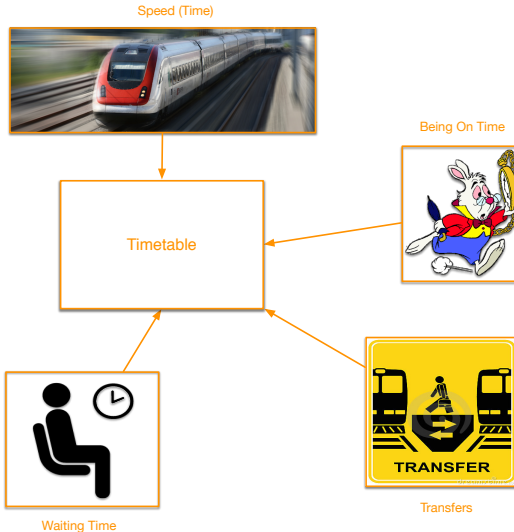 Speed (Time)
Being On Time
Timetable
TRANSFER
Waiting Time
Transfers